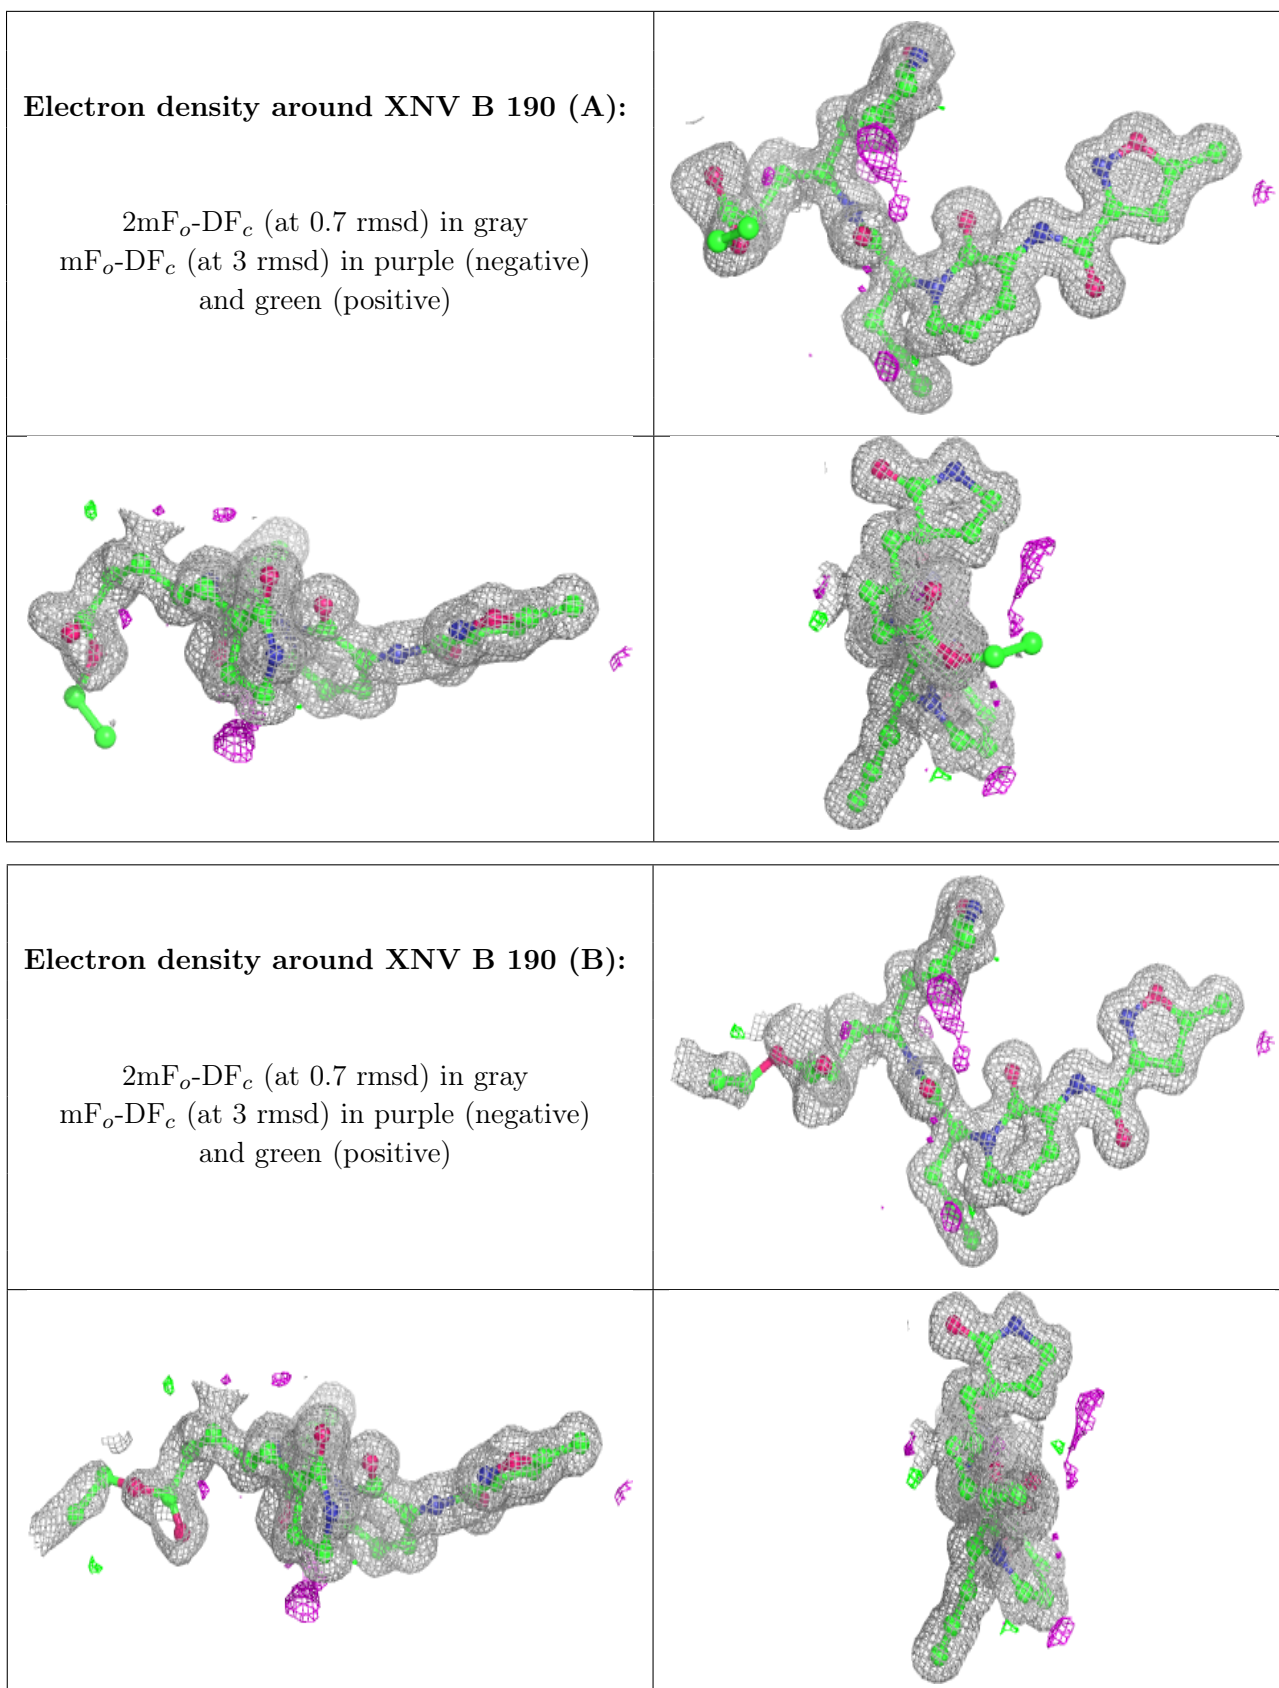 Electron density around XNV B 190 (A):
2mFo-DFc (at 0.7 rmsd) in gray
mFo-DFc (at 3 rmsd) in purple (negative)
and green (positive)
Electron density around XNV B 190 (B):
2mFo-DFc (at 0.7 rmsd) in gray
mFo-DFc (at 3 rmsd) in purple (negative)
and green (positive)